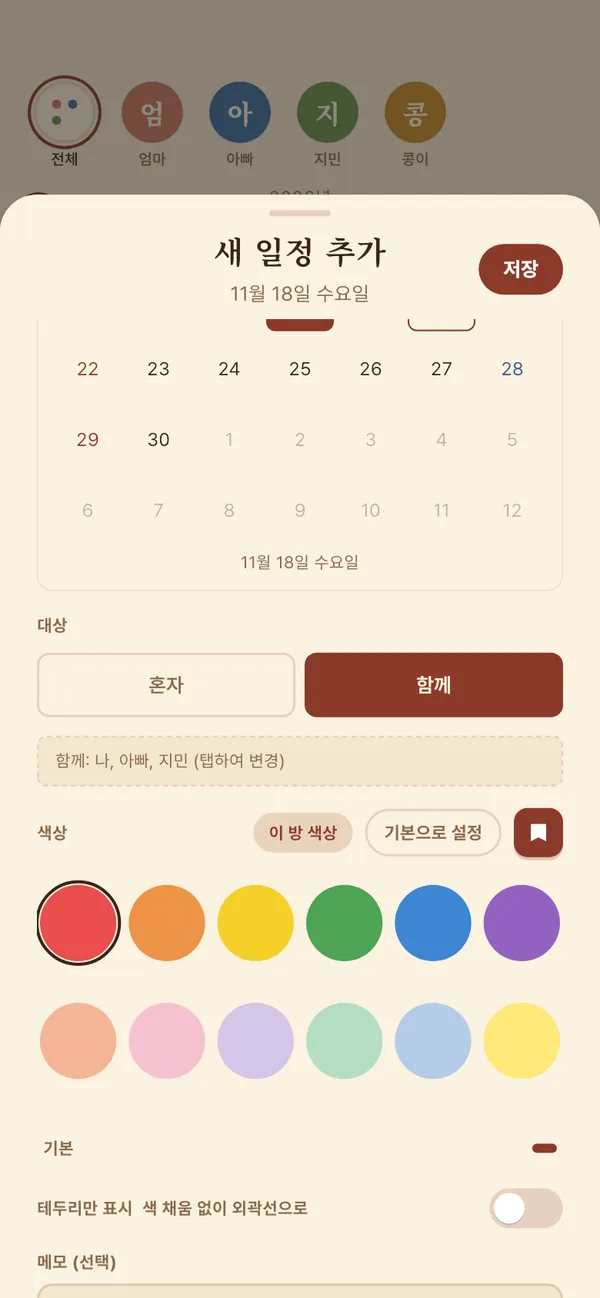 엄 아 지 콩
전체 엄마 아빠 지민 콩이
새 일정 추가
저장
11월 18일 수요일
22 23 24 25 26 27 28
29 30 1 2 3 4 5
6 7 8 9 10 11 12
11월 18일 수요일
대상
혼자 함께
함께: 나, 아빠, 지민 (탭하여 변경)
색상 이 방 색상 기본으로 설정
기본
테두리만 표시 색 채움 없이 외곽선으로
메모 (선택)